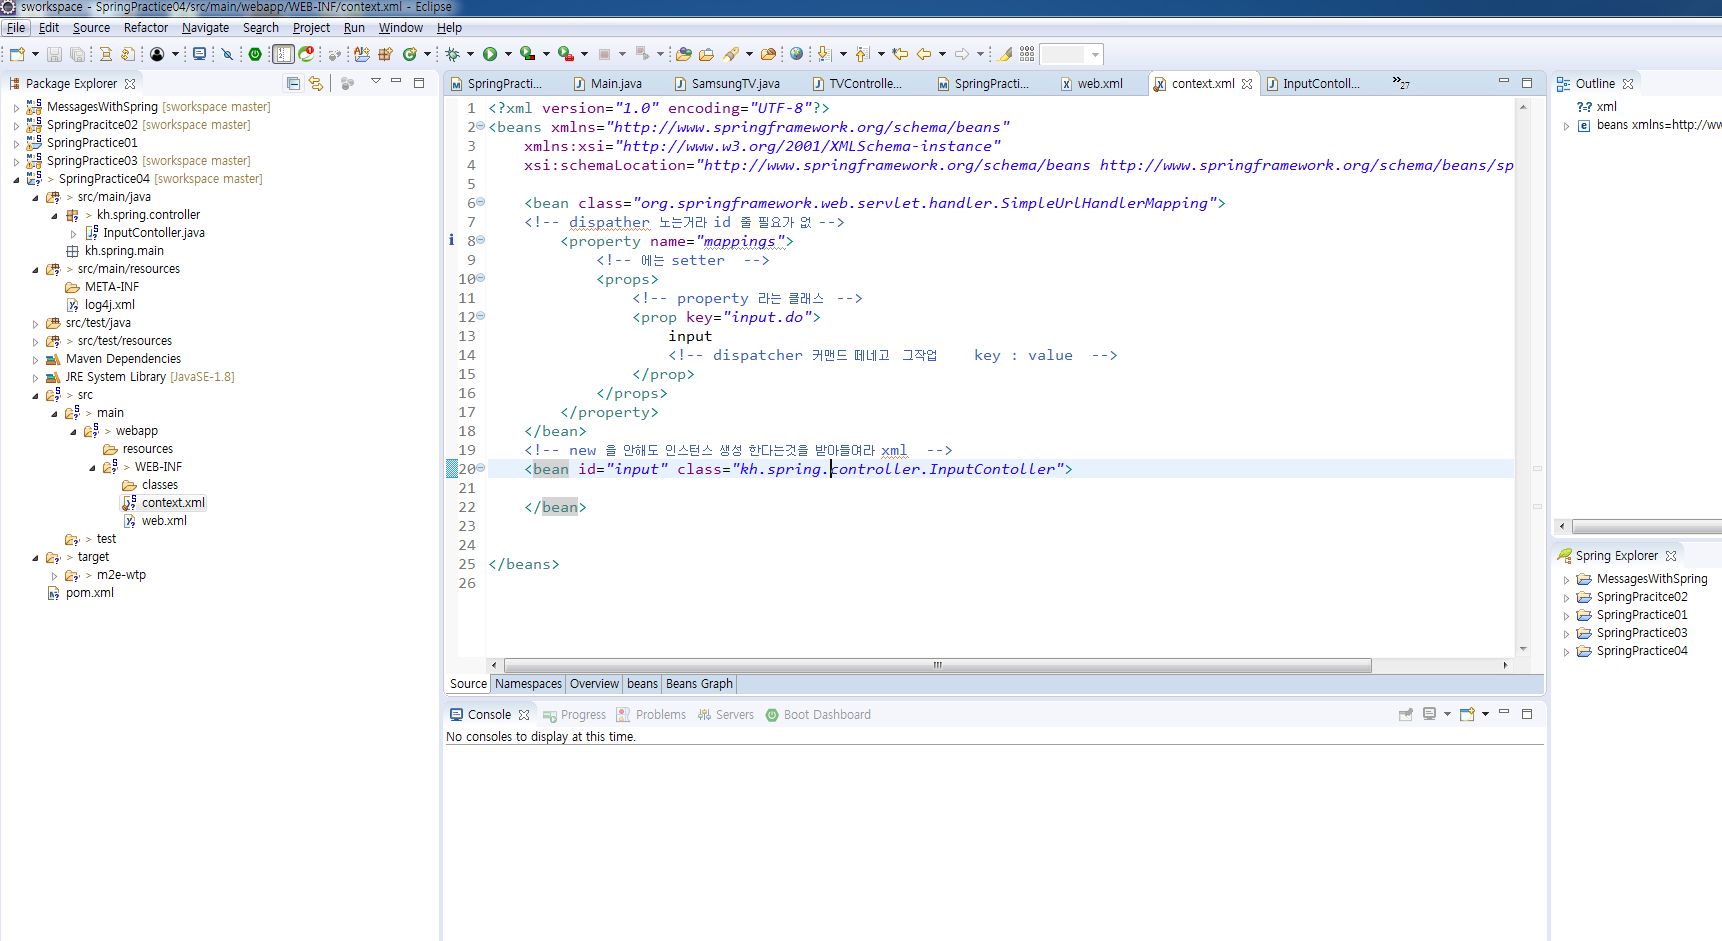 sworkspace - SpringPractice04/src/main/webapp/WEB-INF/context.xml - Eclipse
File Edit Source Refactor Navigate Search Project Run Window Help
Package Explorer
MessagesWithSpring [sworkspace master]
SpringPracitce02 [sworkspace master]
SpringPractice01
SpringPractice03 [sworkspace master]
> SpringPractice04 [sworkspace master]
> src/main/java
> kh.spring.controller
InputContoller.java
kh.spring.main
> src/main/resources
META-INF
log4j.xml
src/test/java
> src/test/resources
Maven Dependencies
JRE System Library [JavaSE-1.8]
> src
> main
> webapp
resources
> WEB-INF
classes
context.xml
web.xml
> test
> target
> m2e-wtp
pom.xml
SpringPracti... Main.java SamsungTV.java TVControlle... SpringPracti... web.xml context.xml InputContoll... »27
1 <?xml version="1.0" encoding="UTF-8"?>
2 <beans xmlns="http://www.springframework.org/schema/beans"
3 xmlns:xsi="http://www.w3.org/2001/XMLSchema-instance"
4 xsi:schemaLocation="http://www.springframework.org/schema/beans http://www.springframework.org/schema/beans/sp
5
6 <bean class="org.springframework.web.servlet.handler.SimpleUrlHandlerMapping">
7 <!-- dispather 노는거라 id 줄 필요가 없 -->
8 <property name="mappings">
9 <!-- 에는 setter -->
10 <props>
11 <!-- property 라는 클래스 -->
12 <prop key="input.do">
13 input
14 <!-- dispatcher 커맨드 떼네고 그작업 key : value -->
15 </prop>
16 </props>
17 </property>
18 </bean>
19 <!-- new 을 안해도 인스턴스 생성 한다는것을 받아들여라 xml -->
20 <bean id="input" class="kh.spring.controller.InputContoller">
21
22 </bean>
23
24
25 </beans>
26
Source Namespaces Overview beans Beans Graph
Console Progress Problems Servers Boot Dashboard
No consoles to display at this time.
Outline
?=? xml
beans xmlns=http://ww
Spring Explorer
MessagesWithSpring
SpringPracitce02
SpringPractice01
SpringPractice03
SpringPractice04